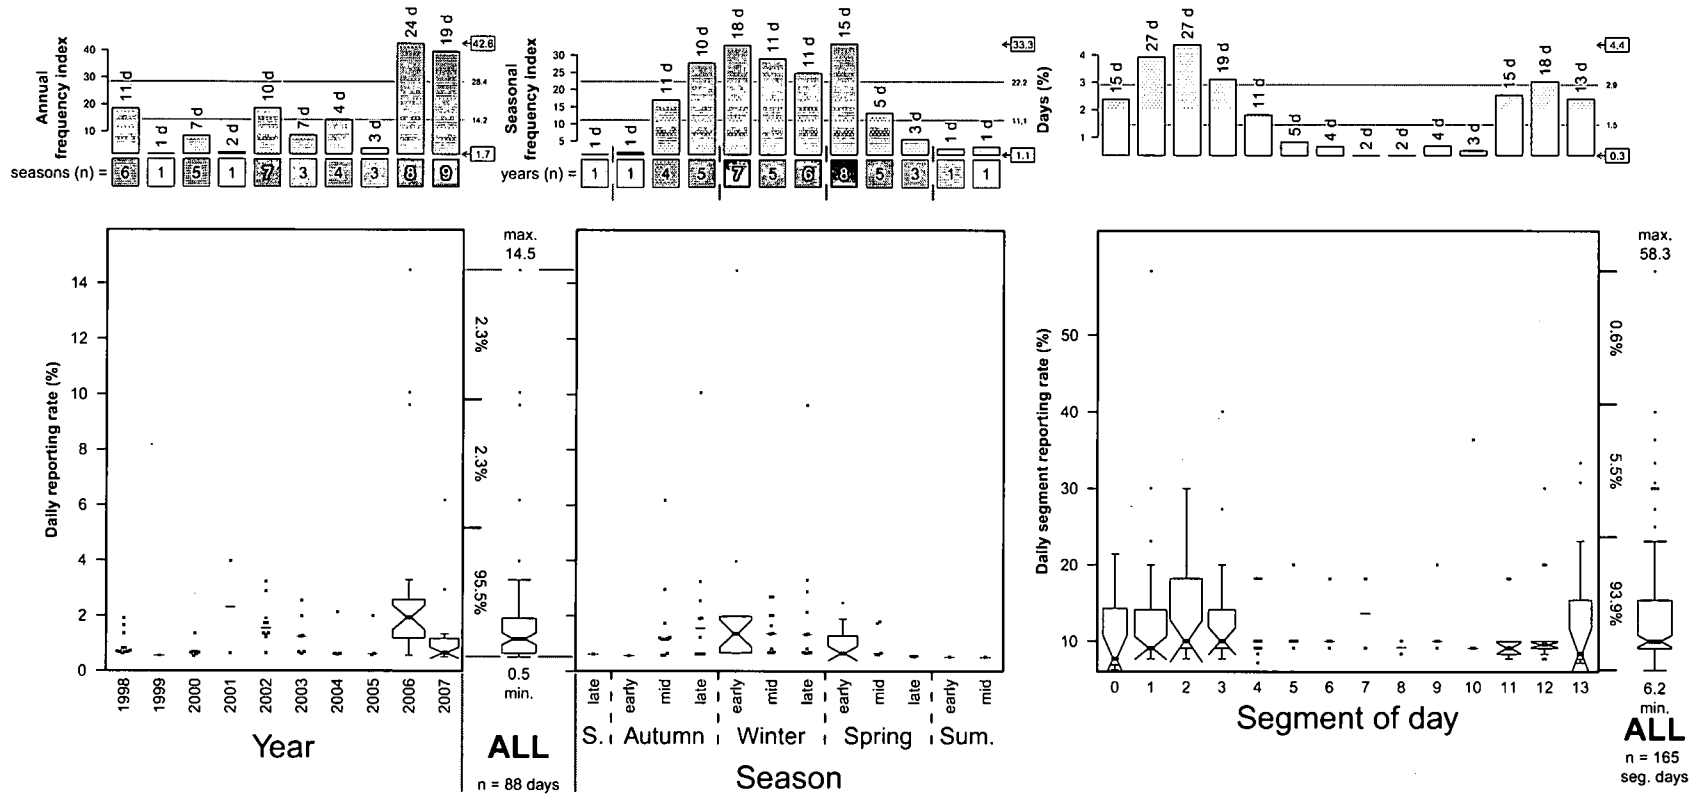 Annual
frequency index
40
30
20
10
11 d
1 d
7 d
2 d
10 d
7 d
4 d
3 d
24 d
19 d
42.6
28.4
14.2
1.7
seasons (n) =
6
1
5
1
7
3
4
3
8
9
Seasonal
frequency index
30
25
20
15
10
5
1 d
1 d
11 d
10 d
18 d
11 d
11 d
15 d
5 d
3 d
1 d
1 d
33.3
22.2
11.1
1.1
years (n) =
1
1
4
5
7
5
6
8
5
3
1
1
Days (%)
4
3
2
1
15 d
27 d
27 d
19 d
11 d
5 d
4 d
2 d
2 d
4 d
3 d
15 d
18 d
13 d
4.4
2.9
1.5
0.3
Daily reporting rate (%)
14
12
10
8
6
4
2
0
1998
1999
2000
2001
2002
2003
2004
2005
2006
2007
Year
max.
14.5
2.3%
2.3%
95.5%
0.5
min.
ALL
n = 88 days
late
early
mid
late
early
mid
late
early
mid
late
early
mid
S.
Autumn
Winter
Spring
Sum.
Season
Daily segment reporting rate (%)
50
40
30
20
10
0
1
2
3
4
5
6
7
8
9
10
11
12
13
Segment of day
max.
58.3
0.6%
5.5%
93.9%
6.2
min.
ALL
n = 165
seg. days